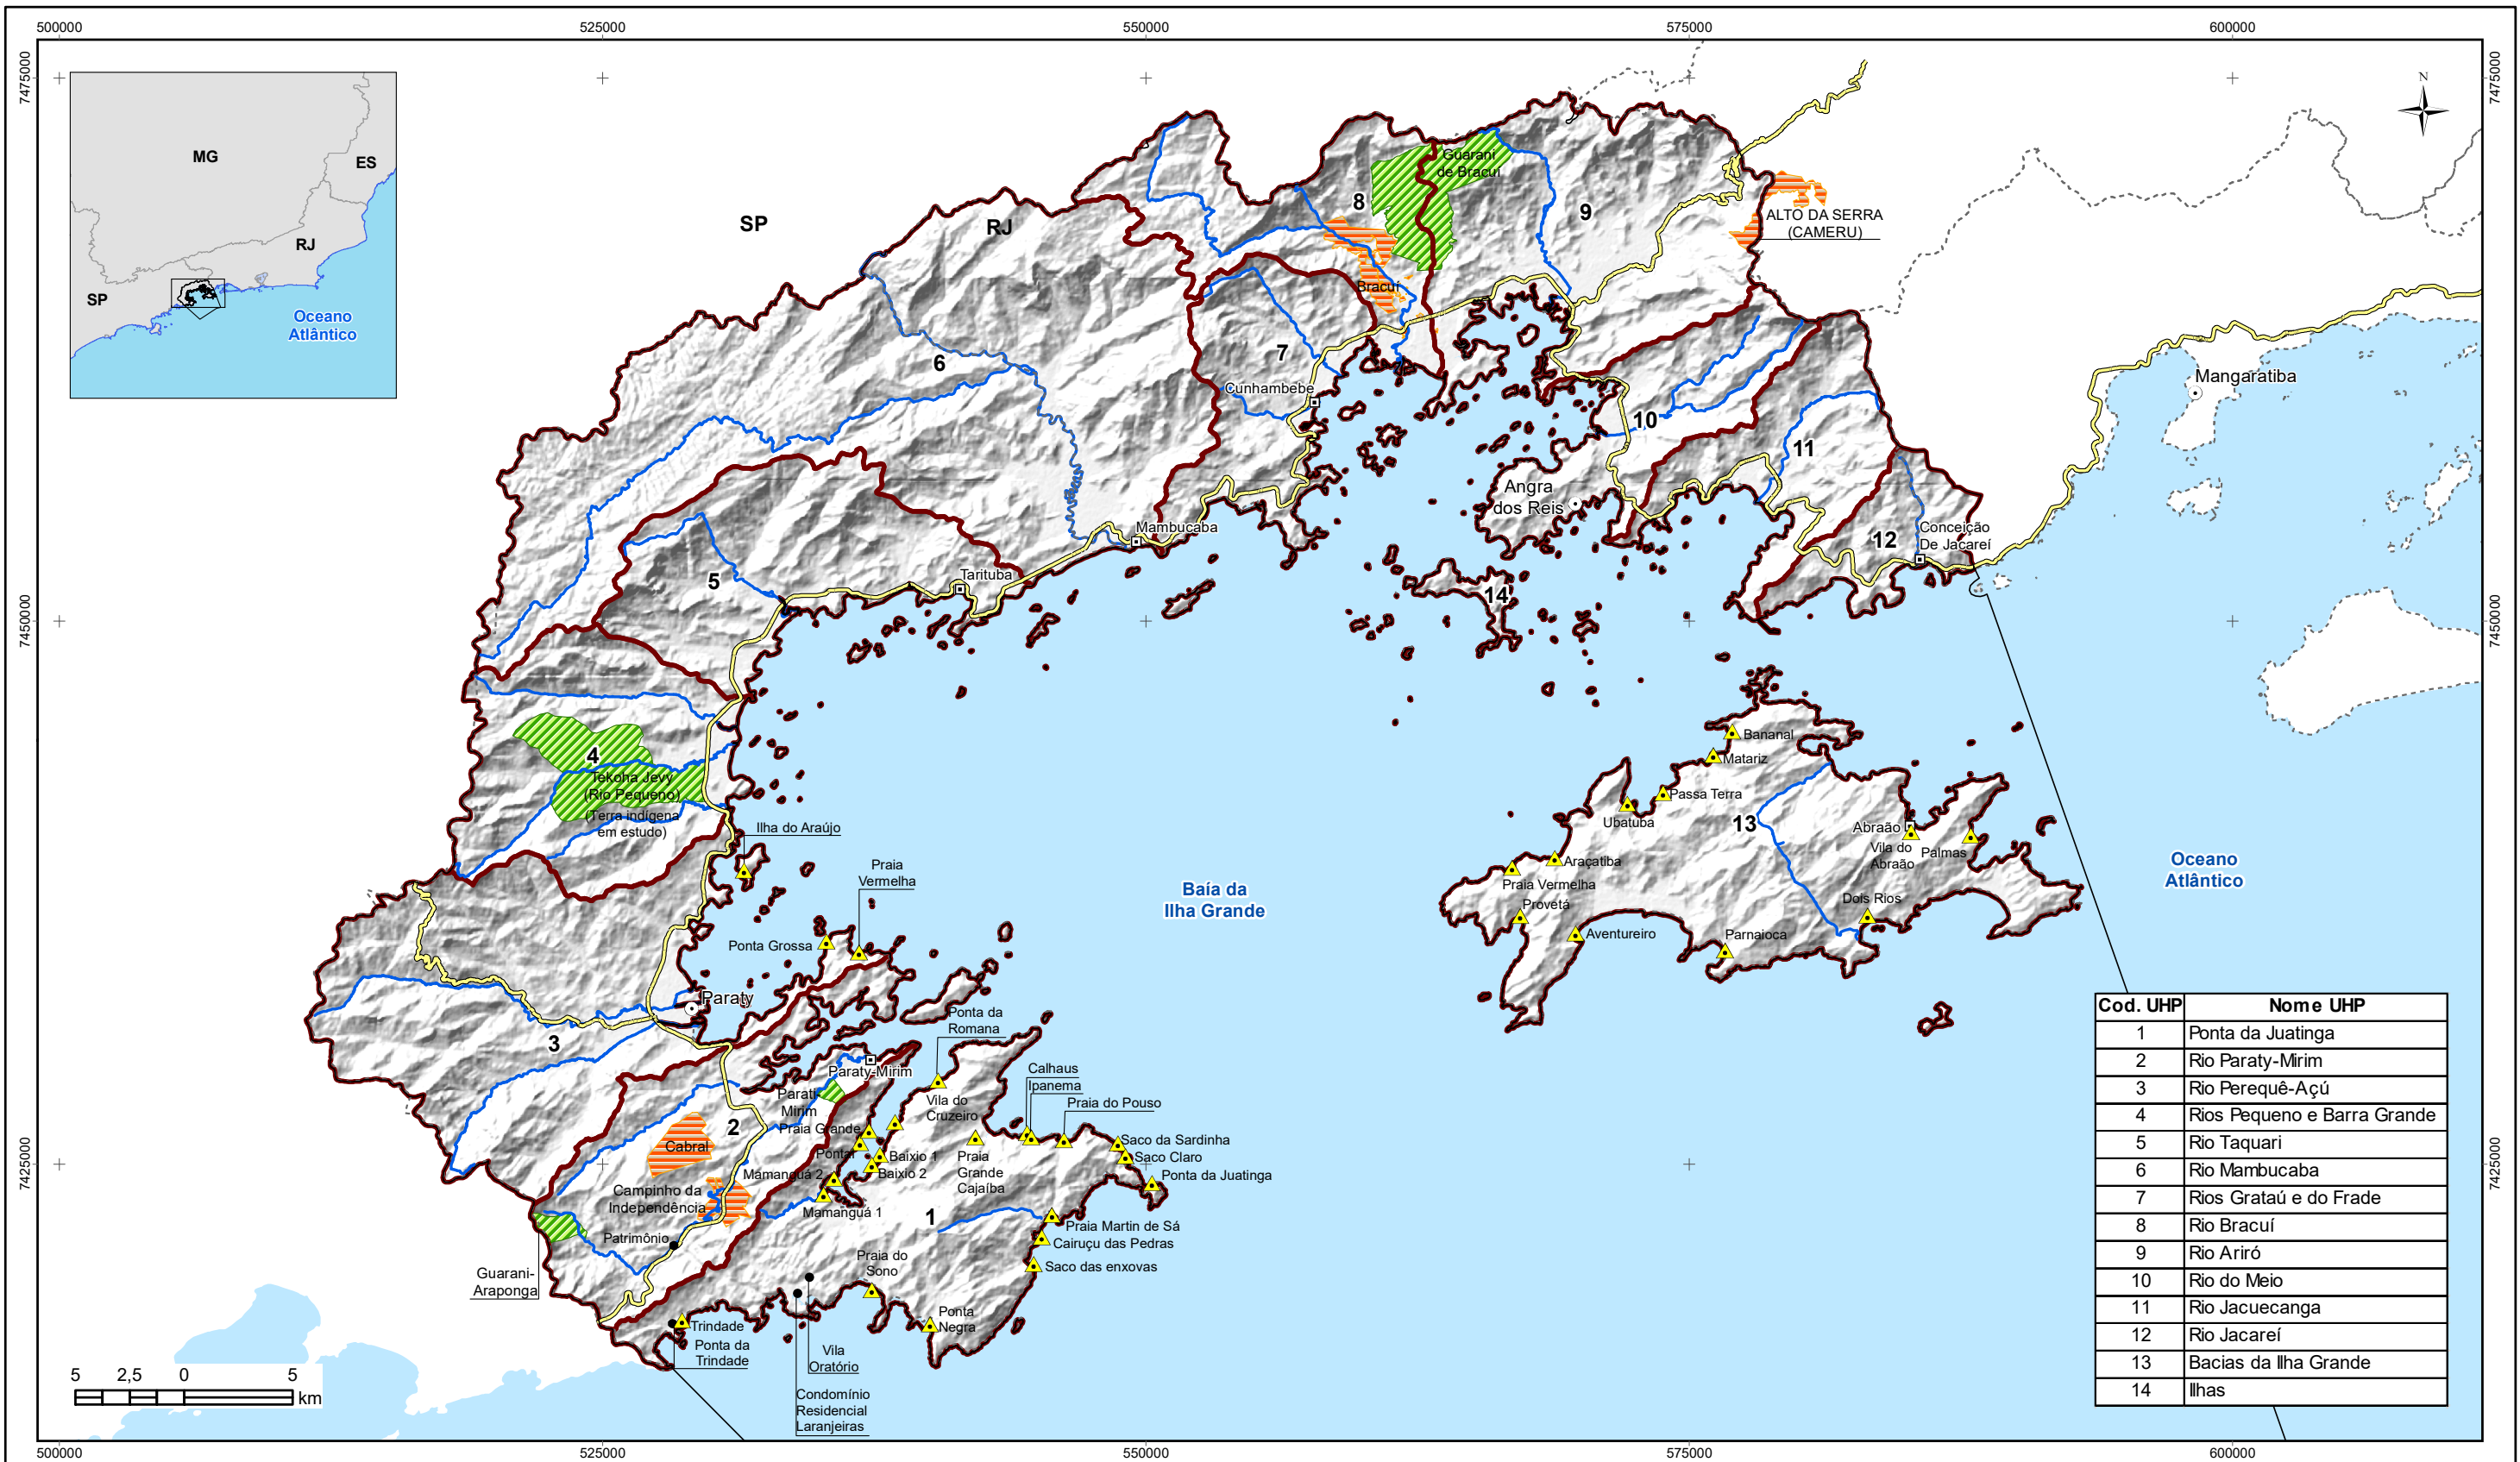 500000
525000
550000
575000
600000
7475000
7475000
N
MG
ES
SP
RJ
Oceano
Atlântico
SP
RJ
Guarani
de Bracuí
8
9
ALTO DA SERRA
(CAMERU)
Bracuí
7
6
Cunhambebe
Mangaratiba
10
11
Angra
dos Reis
Mambucaba
12
Conceição
De Jacareí
5
Tarituba
14
7450000
7450000
4
Tekoha Jevy
(Rio Pequeno)
(Terra indígena
em estudo)
Bananal
Matariz
Passa Terra
Ubatuba
13
Abraão
Vila do
Abraão
Palmas
Ilha do Araújo
Praia
Vermelha
Araçatiba
Praia Vermelha
Provetá
Dois Rios
Aventureiro
Parnaioca
Oceano
Atlântico
Baía da
Ilha Grande
Ponta Grossa
Paraty
Ponta da
Romana
3
Paraty-Mirim
Parati-
Mirim
Vila do
Cruzeiro
Calhaus
Ipanema
Praia do Pouso
2
Praia Grande
Pontal
Cabral
Baixio 1
Baixio 2
Praia
Grande
Cajaíba
Saco da Sardinha
Saco Claro
Ponta da Juatinga
Mamanguá 2
Mamanguá 1
Campinho da
Independência
1
Praia Martin de Sá
Cairuçu das Pedras
Saco das enxovas
Patrimônio
Praia do
Sono
Guarani-
Araponga
Ponta
Negra
Trindade
Ponta da
Trindade
Vila
Oratório
Condomínio
Residencial
Laranjeiras
7425000
7425000
5 2,5 0 5
km
Cod. UHP Nome UHP
1 Ponta da Juatinga
2 Rio Paraty-Mirim
3 Rio Perequê-Açú
4 Rios Pequeno e Barra Grande
5 Rio Taquari
6 Rio Mambucaba
7 Rios Grataú e do Frade
8 Rio Bracuí
9 Rio Ariró
10 Rio do Meio
11 Rio Jacuecanga
12 Rio Jacareí
13 Bacias da Ilha Grande
14 Ilhas
500000
525000
550000
575000
600000